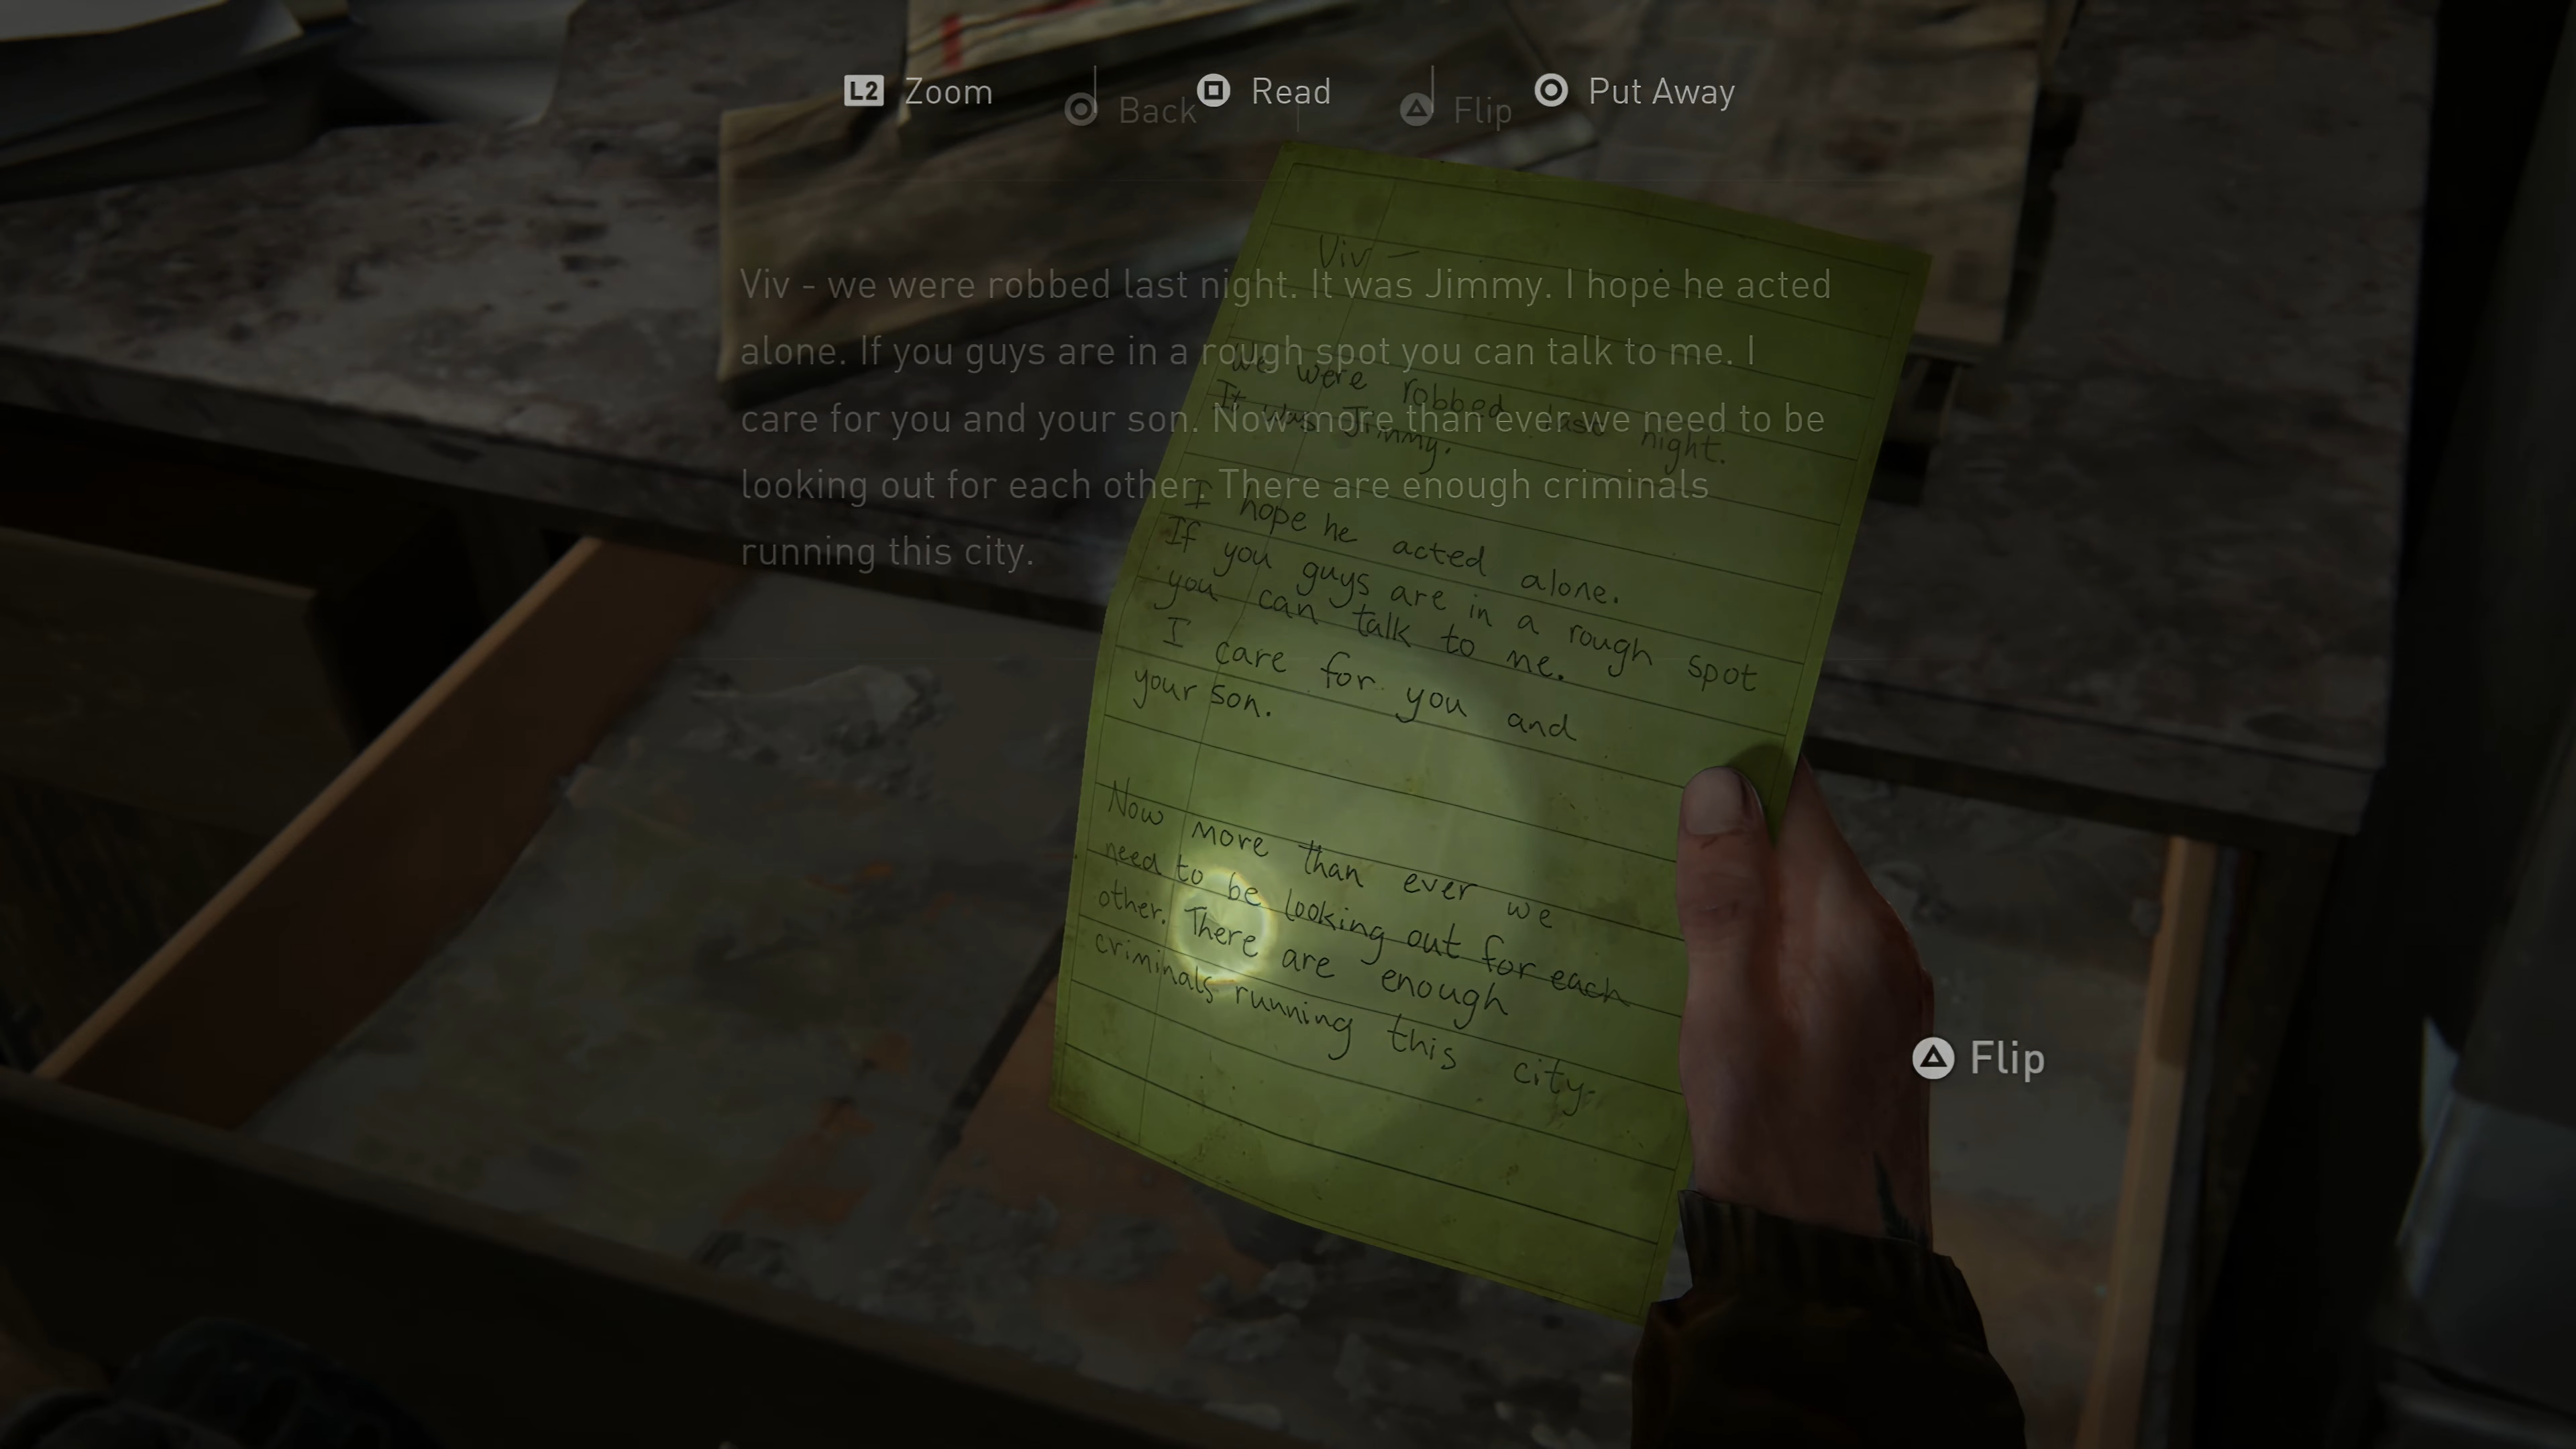 L2 Zoom
Read
Put Away
Back
Flip
Viv - we were robbed last night. It was Jimmy. I hope he acted
alone. If you guys are in a rough spot you can talk to me. I
care for you and your son. Now more than ever we need to be
looking out for each other. There are enough criminals
running this city.
Viv —
We were robbed last night.
It was Jimmy.
I hope he acted alone.
If you guys are in a rough spot
you can talk to me.
I care for you and
your son.
Now more than ever we
need to be looking out for each
other. There are enough
criminals running this city.
Flip